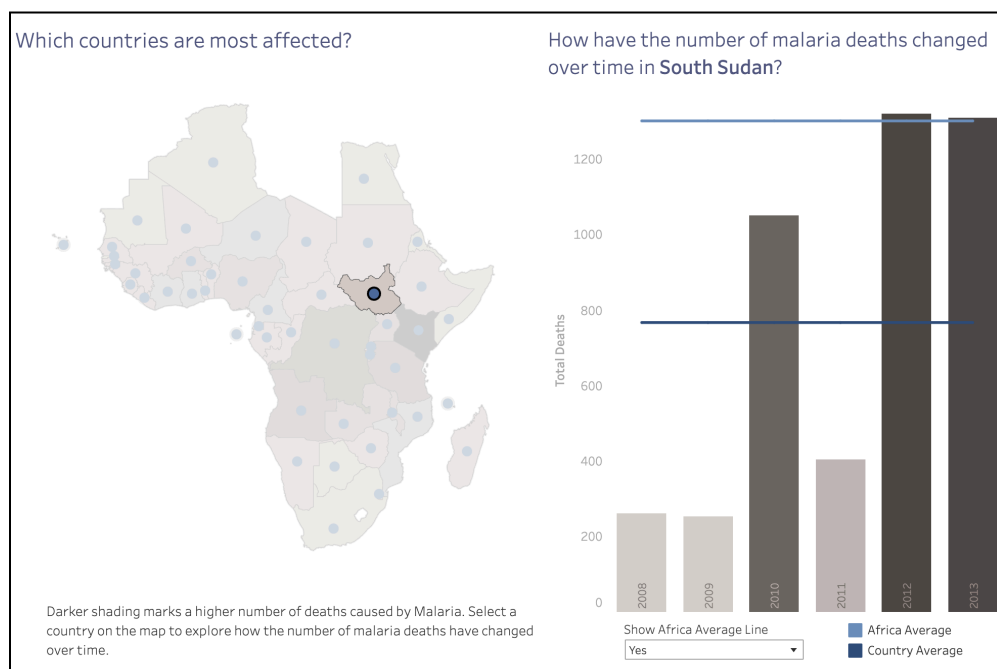 Which countries are most affected?
How have the number of malaria deaths changed
over time in South Sudan?
1200
1000
800
600
400
200
0
Total Deaths
2008
2009
2010
2011
2012
2013
Darker shading marks a higher number of deaths caused by Malaria. Select a
country on the map to explore how the number of malaria deaths have changed
over time.
Show Africa Average Line
Yes
Africa Average
Country Average